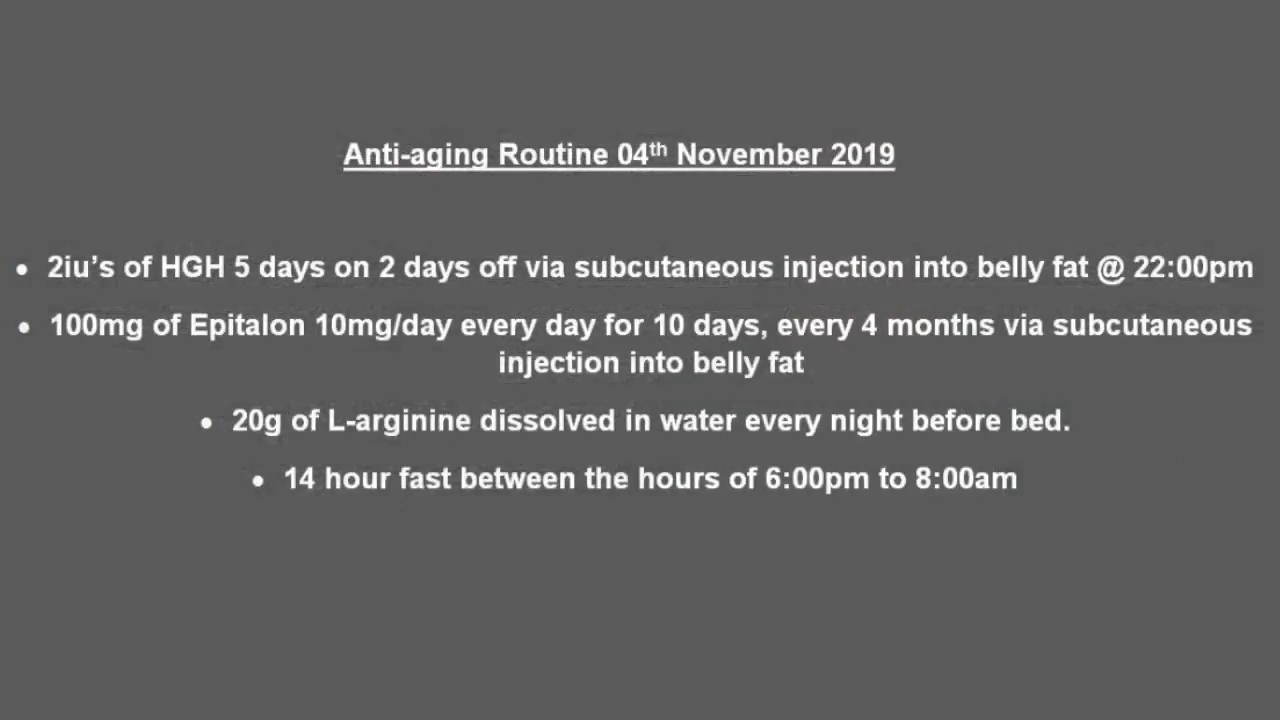 Anti-aging Routine 04th November 2019
• 2iu's of HGH 5 days on 2 days off via subcutaneous injection into belly fat @ 22:00pm
• 100mg of Epitalon 10mg/day every day for 10 days, every 4 months via subcutaneous
injection into belly fat
• 20g of L-arginine dissolved in water every night before bed.
• 14 hour fast between the hours of 6:00pm to 8:00am